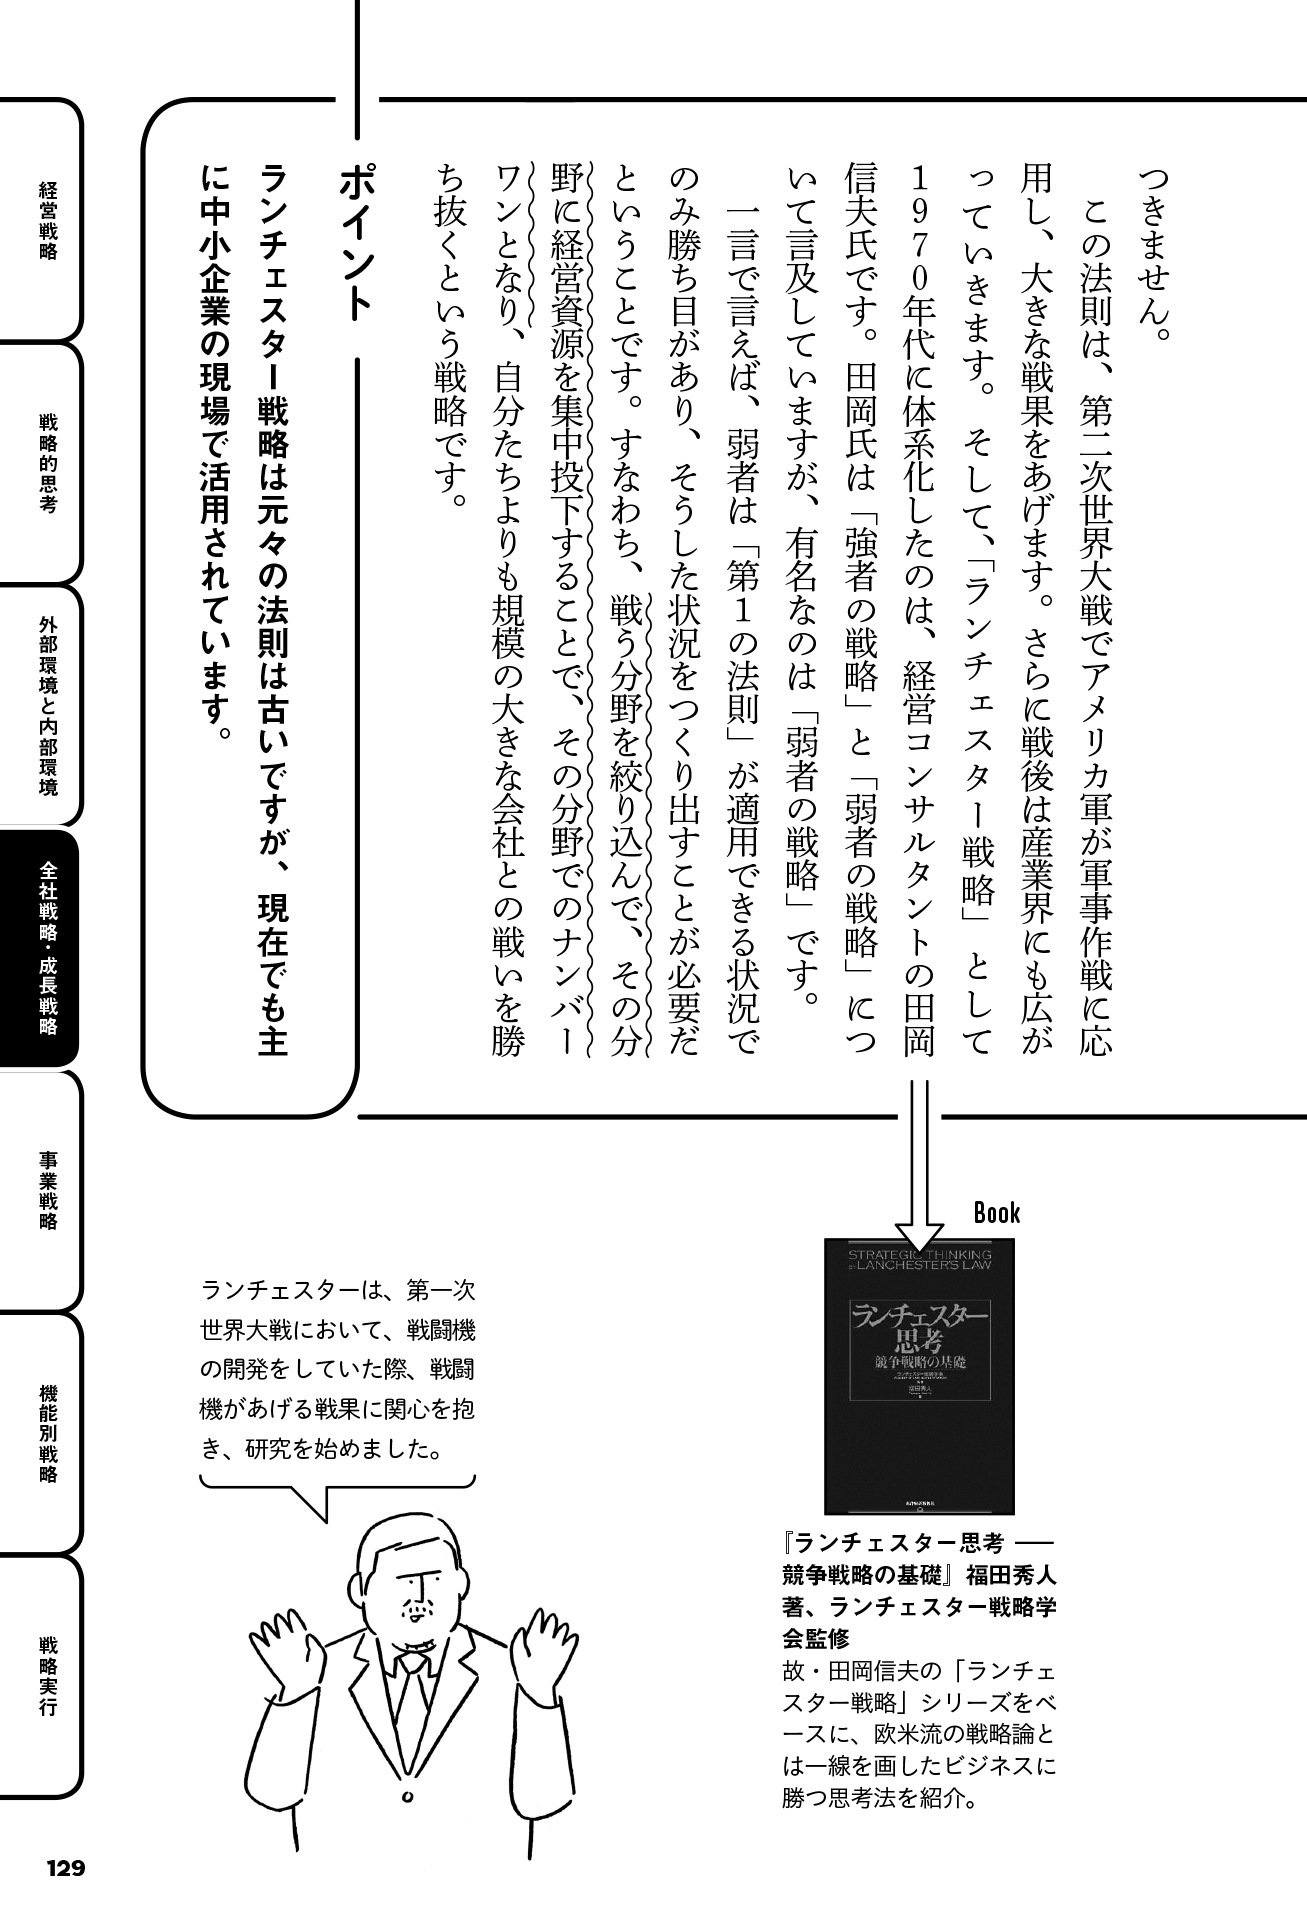 つきません。
　この法則は、第二次世界大戦でアメリカ軍が軍事作戦に応
用し、大きな戦果をあげます。さらに戦後は産業界にも広が
っていきます。そして、「ランチェスター戦略」として
1970年代に体系化したのは、経営コンサルタントの田岡
信夫氏です。田岡氏は「強者の戦略」と「弱者の戦略」につ
いて言及していますが、有名なのは「弱者の戦略」です。
　一言で言えば、弱者は「第1の法則」が適用できる状況で
のみ勝ち目があり、そうした状況をつくり出すことが必要だ
ということです。すなわち、戦う分野を絞り込んで、その分
野に経営資源を集中投下することで、その分野でのナンバー
ワンとなり、自分たちよりも規模の大きな会社との戦いを勝
ち抜くという戦略です。
ポイント
ランチェスター戦略は元々の法則は古いですが、現在でも主
に中小企業の現場で活用されています。
Book
STRATEGIC THINKING
LANCHESTER'S LAW
ランチェスター
思考
競争戦略の基礎
福田秀人
『ランチェスター思考 ──
競争戦略の基礎』福田秀人
著、ランチェスター戦略学
会監修
故・田岡信夫の「ランチェ
スター戦略」シリーズをベ
ースに、欧米流の戦略論と
は一線を画したビジネスに
勝つ思考法を紹介。
ランチェスターは、第一次
世界大戦において、戦闘機
の開発をしていた際、戦闘
機があげる戦果に関心を抱
き、研究を始めました。
経営戦略
戦略的思考
外部環境と内部環境
全社戦略・成長戦略
事業戦略
機能別戦略
戦略実行
129